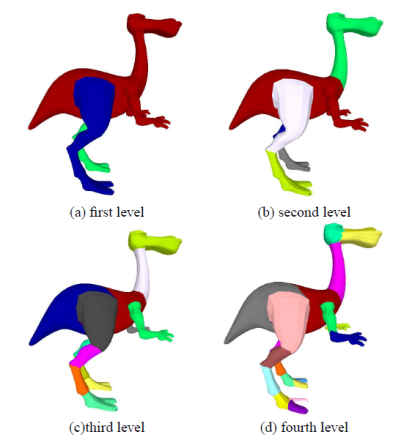 (a) first level
(b) second level
(c)third level
(d) fourth level